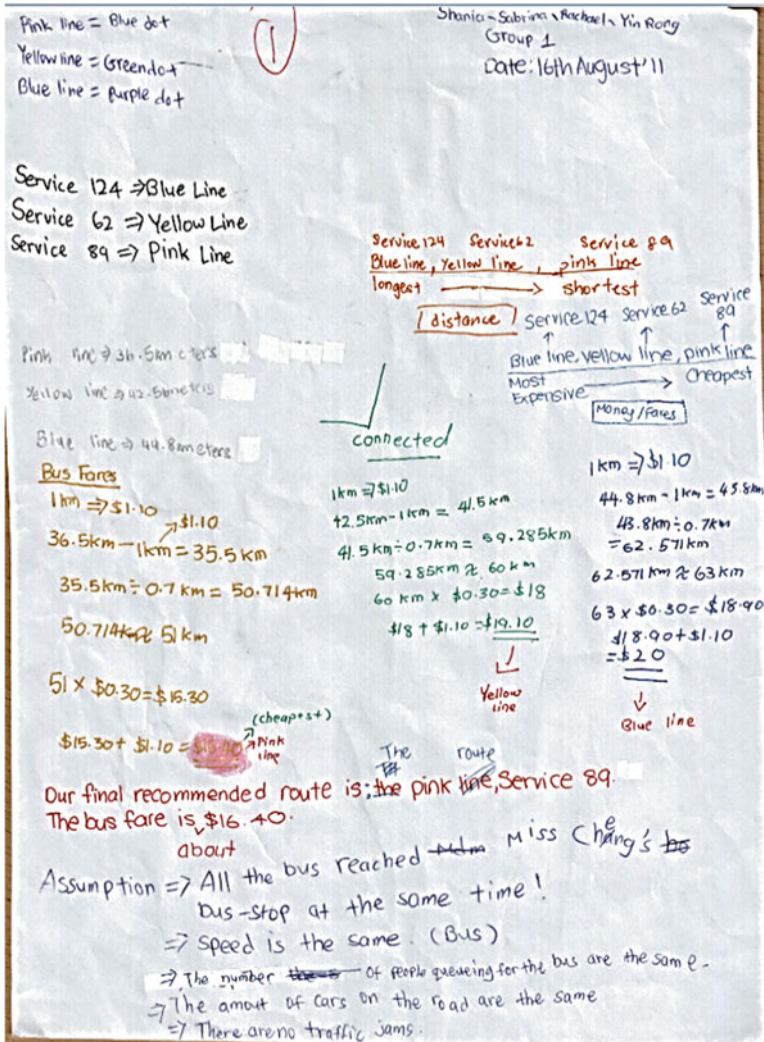 Pink line = Blue dot
Yellow line = Green dot
Blue line = purple dot
1
Shania, Sabrina, Rachael, Yin Rong
Group 1
Date: 16th August '11
Service 124 ⇒ Blue Line
Service 62 ⇒ Yellow Line
Service 89 ⇒ Pink Line
Service 124 Service 62 Service 89
Blue line, Yellow line, pink line
longest → shortest
distance
Service 124 Service 62 Service 89
Blue line, yellow line, pink line
Most Expensive → Cheapest
Money/Fares
Pink line ⇒ 36.5km eters
Yellow line ⇒ 42.5 meters
Blue line ⇒ 44.8km eters
Bus Fares
1km ⇒ $1.10
$1.10
36.5km − 1km = 35.5km
35.5km ÷ 0.7km = 50.714km
50.714km ≈ 51 km
51 × $0.30 = $15.30
(cheapest)
$15.30 + $1.10 = $16.40
Pink line
connected
1km ⇒ $1.10
42.5km − 1km = 41.5km
41.5km ÷ 0.7km = 59.285km
59.285km ≈ 60km
60 km × $0.30 = $18
$18 + $1.10 = $19.10
Yellow line
1km ⇒ $1.10
44.8km − 1km = 45.8km
43.8km ÷ 0.7km
= 62.571km
62.571km ≈ 63km
63 × $0.30 = $18.90
$18.90 + $1.10
= $20
Blue line
The route
Our final recommended route is; the pink line, Service 89.
The bus fare is $16.40.
about
Assumption ⇒ All the bus reached Miss Cheng's
bus-stop at the same time!
⇒ Speed is the same. (Bus)
⇒ The number of people queueing for the bus are the same.
⇒ The amout of cars on the road are the same
⇒ There are no traffic jams.